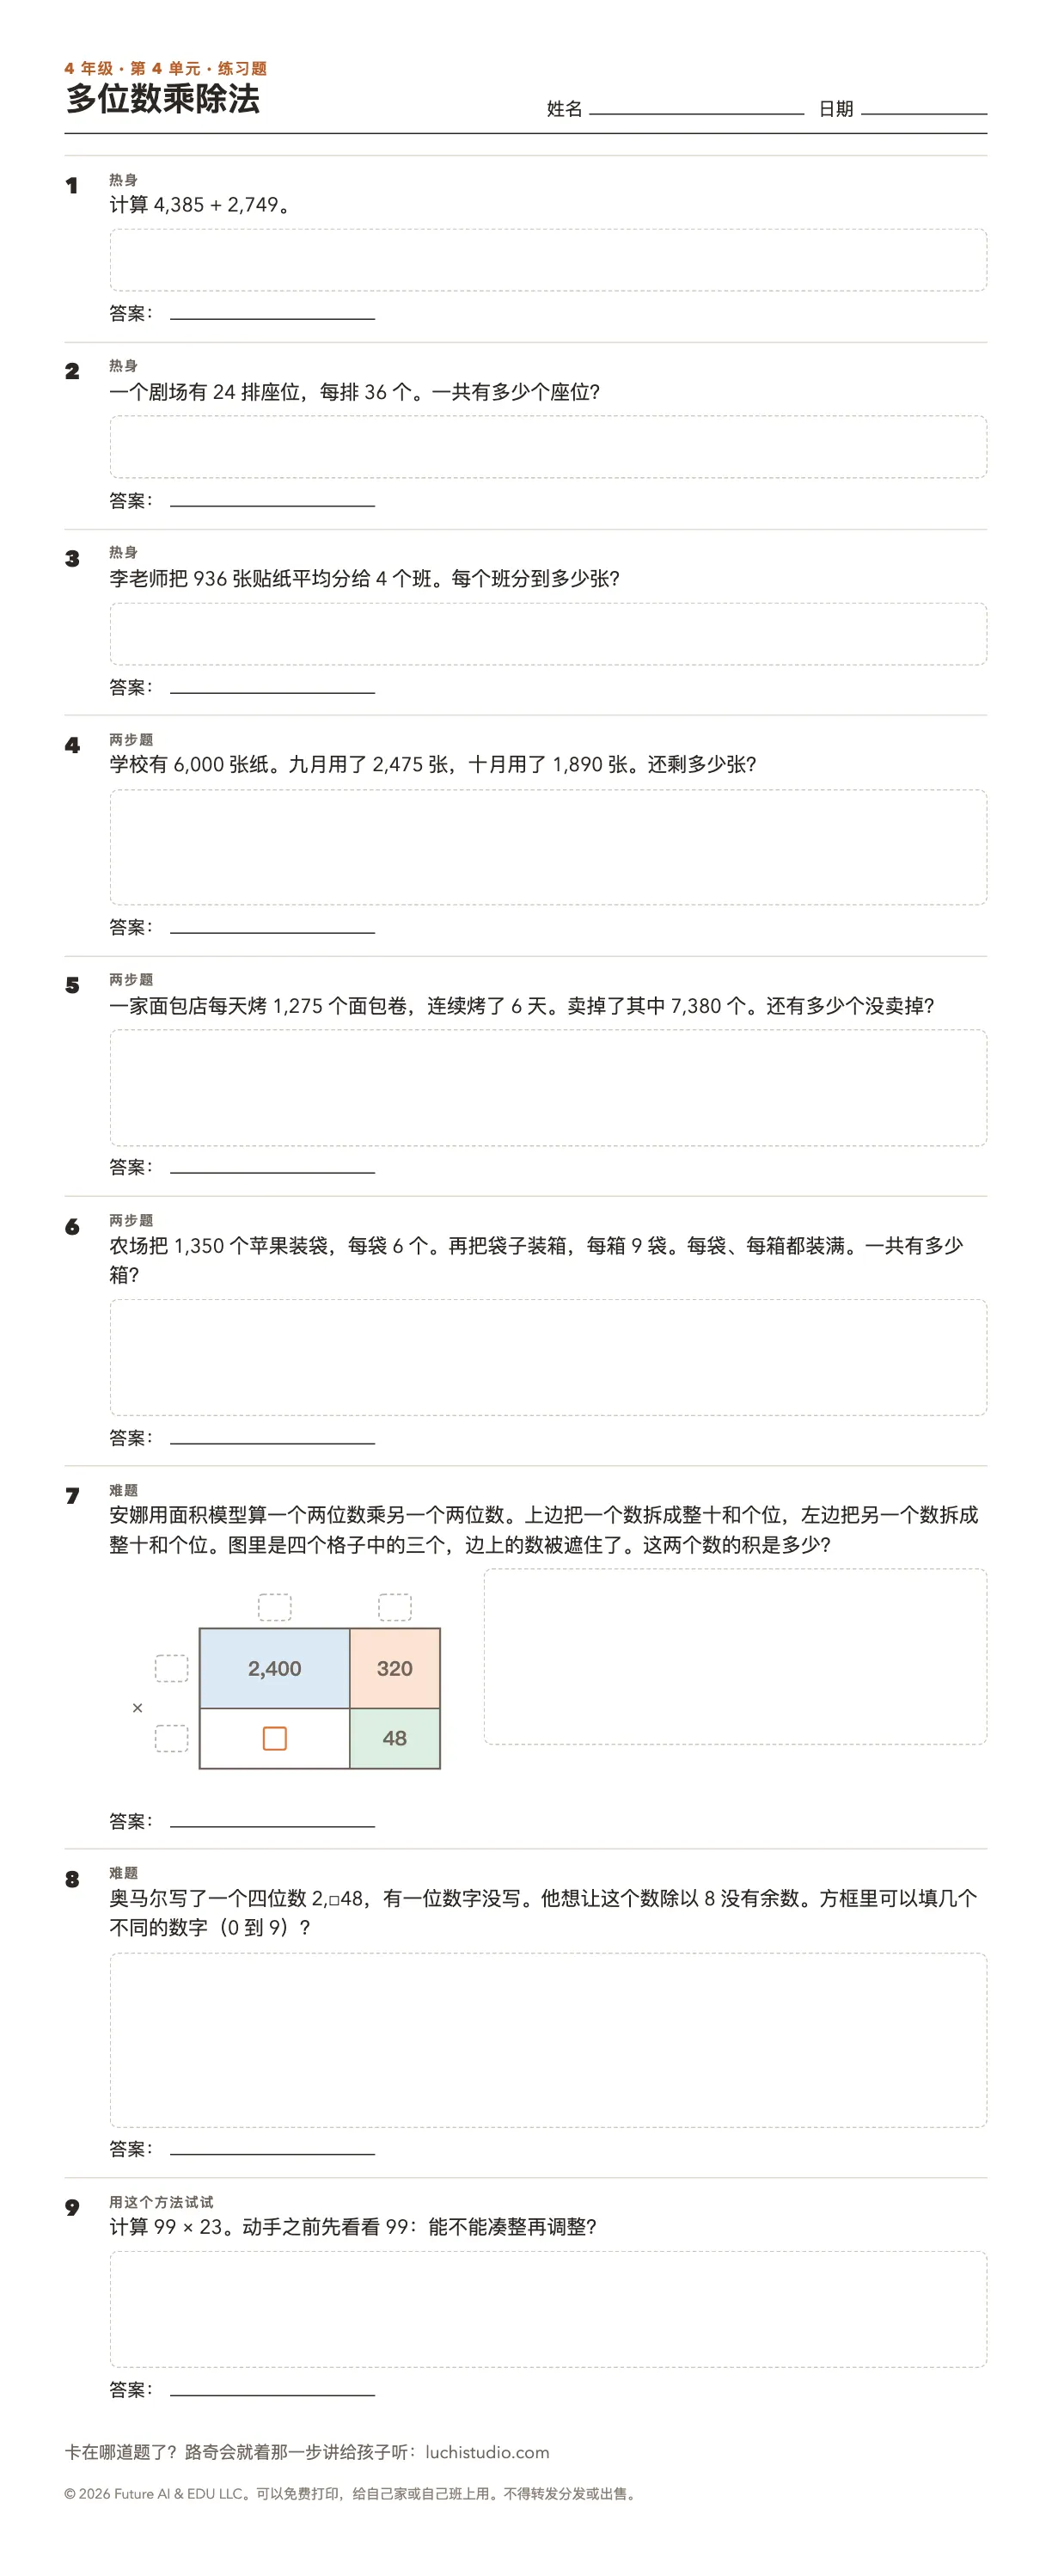 4 年级 · 第 4 单元 · 练习题
多位数乘除法
姓名 日期
1
热身
计算 4,385 + 2,749。
答案：
2
热身
一个剧场有 24 排座位，每排 36 个。一共有多少个座位？
答案：
3
热身
李老师把 936 张贴纸平均分给 4 个班。每个班分到多少张？
答案：
4
两步题
学校有 6,000 张纸。九月用了 2,475 张，十月用了 1,890 张。还剩多少张？
答案：
5
两步题
一家面包店每天烤 1,275 个面包卷，连续烤了 6 天。卖掉了其中 7,380 个。还有多少个没卖掉？
答案：
6
两步题
农场把 1,350 个苹果装袋，每袋 6 个。再把袋子装箱，每箱 9 袋。每袋、每箱都装满。一共有多少
箱？
答案：
7
难题
安娜用面积模型算一个两位数乘另一个两位数。上边把一个数拆成整十和个位，左边把另一个数拆成
整十和个位。图里是四个格子中的三个，边上的数被遮住了。这两个数的积是多少？
2,400 320
×
48
答案：
8
难题
奥马尔写了一个四位数 2,□48，有一位数字没写。他想让这个数除以 8 没有余数。方框里可以填几个
不同的数字（0 到 9）？
答案：
9
用这个方法试试
计算 99 × 23。动手之前先看看 99：能不能凑整再调整？
答案：
卡在哪道题了？路奇会就着那一步讲给孩子听：luchistudio.com
© 2026 Future AI & EDU LLC。可以免费打印，给自己家或自己班上用。不得转发分发或出售。